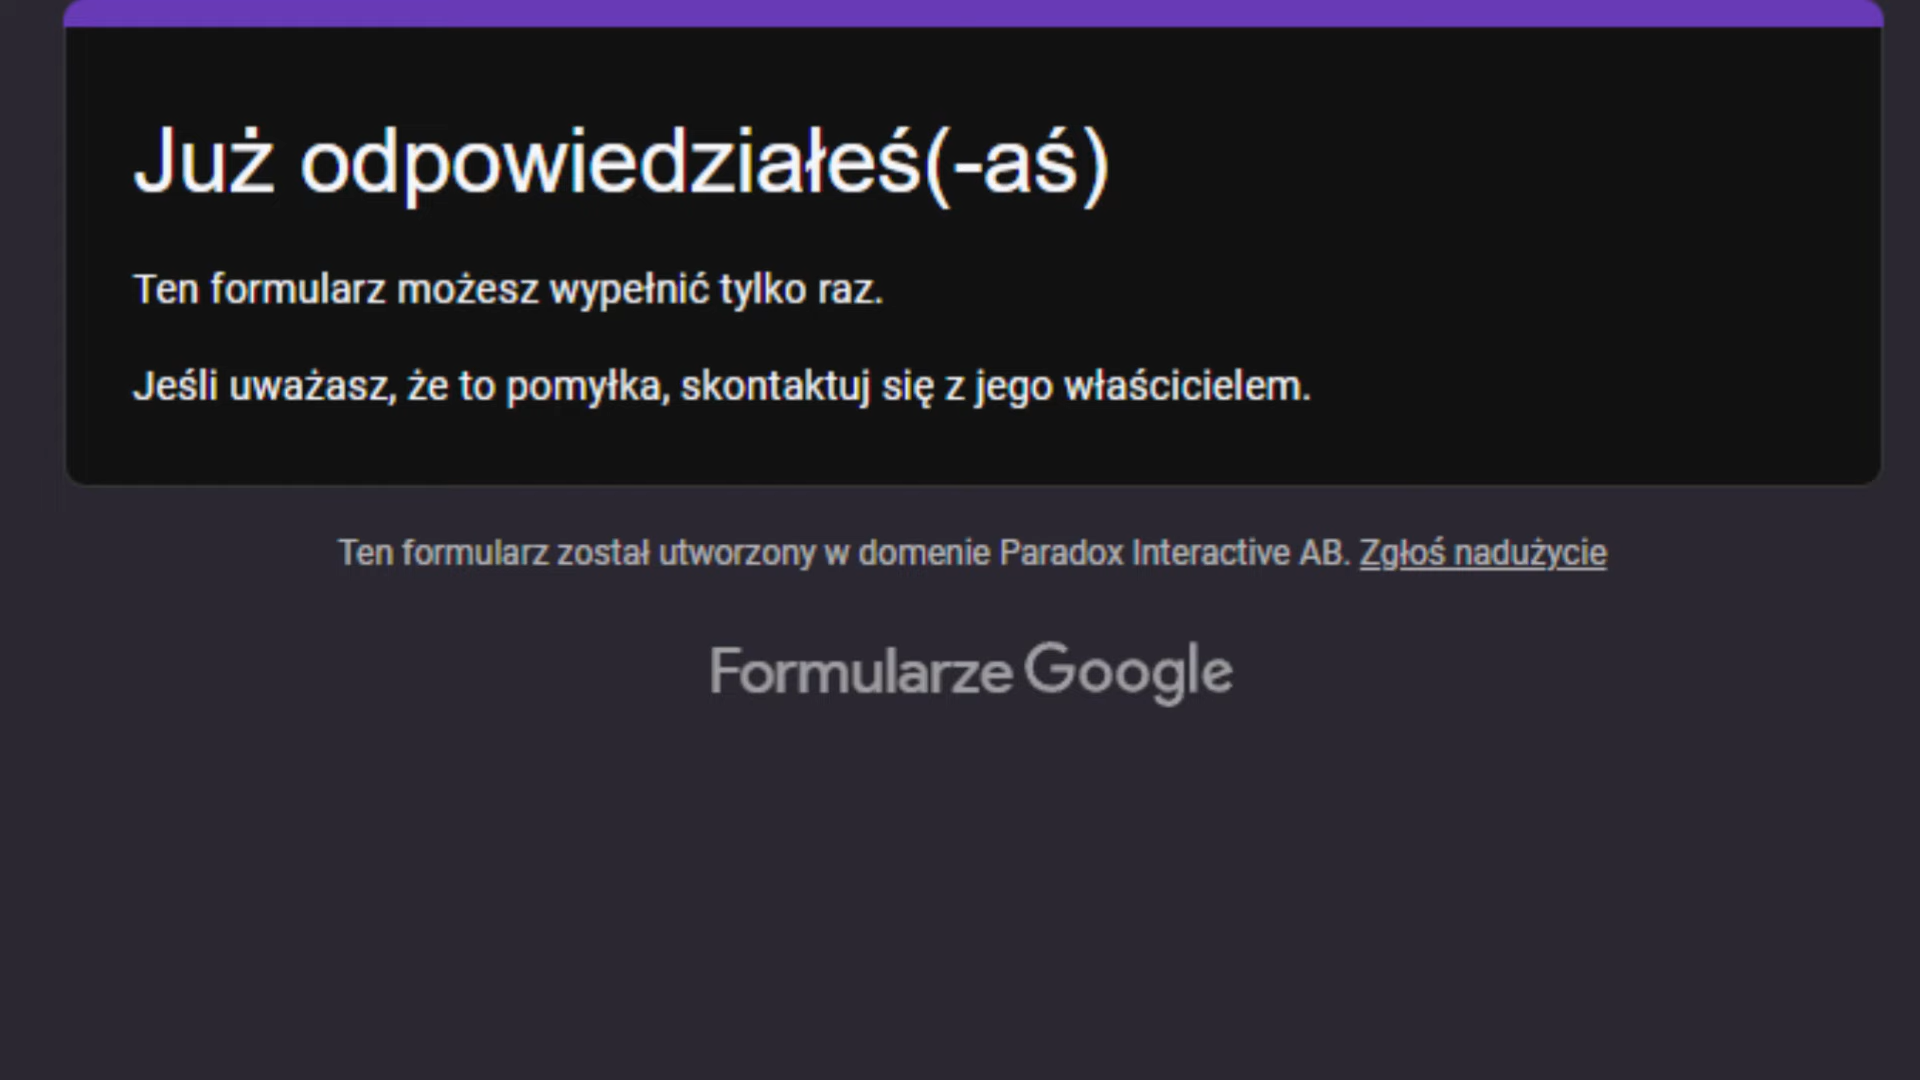 Już odpowiedziałeś(-aś)
Ten formularz możesz wypełnić tylko raz.
Jeśli uważasz, że to pomyłka, skontaktuj się z jego właścicielem.
Ten formularz został utworzony w domenie Paradox Interactive AB. Zgłoś nadużycie
Formularze Google